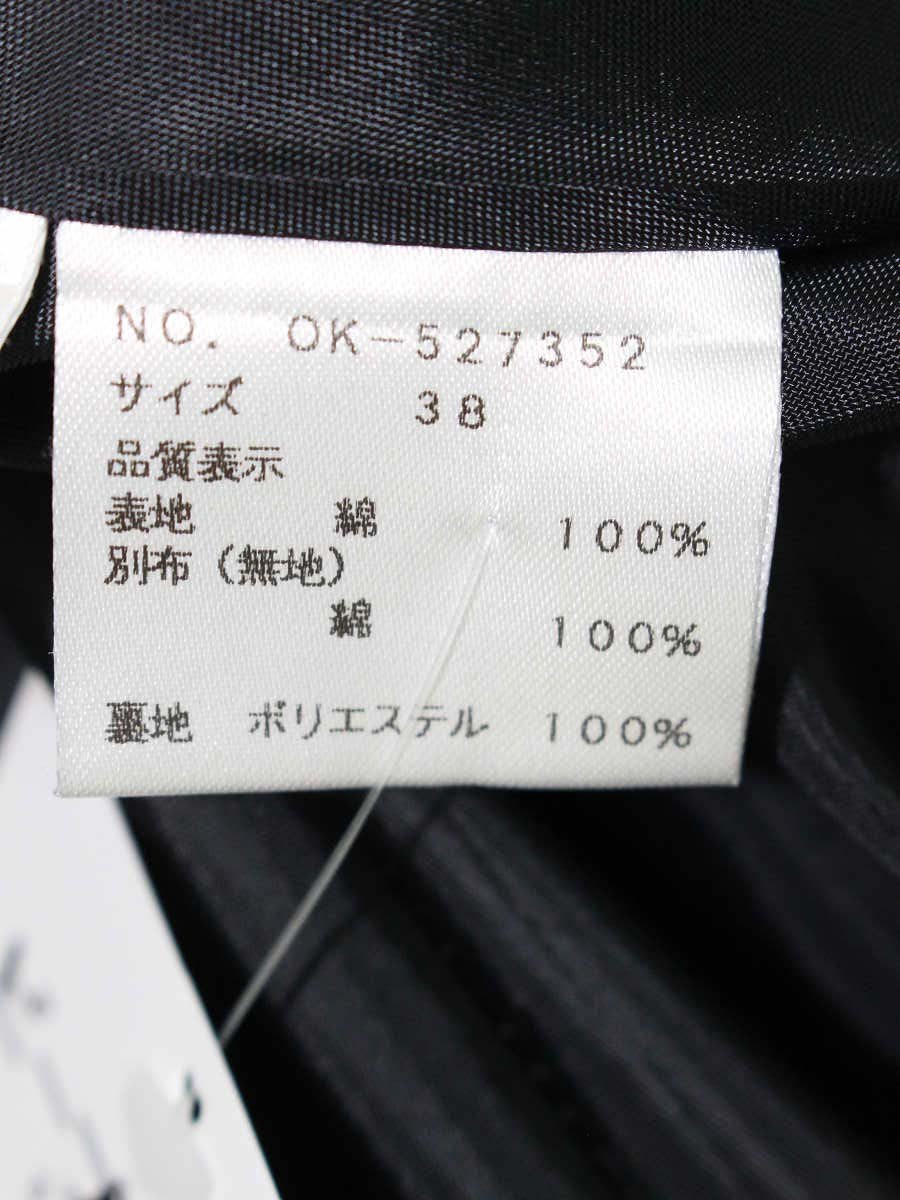 NO. OK-527352
サイズ 38
品質表示
表地 綿 100%
別布(無地)
綿 100%
裏地 ポリエステル 100%